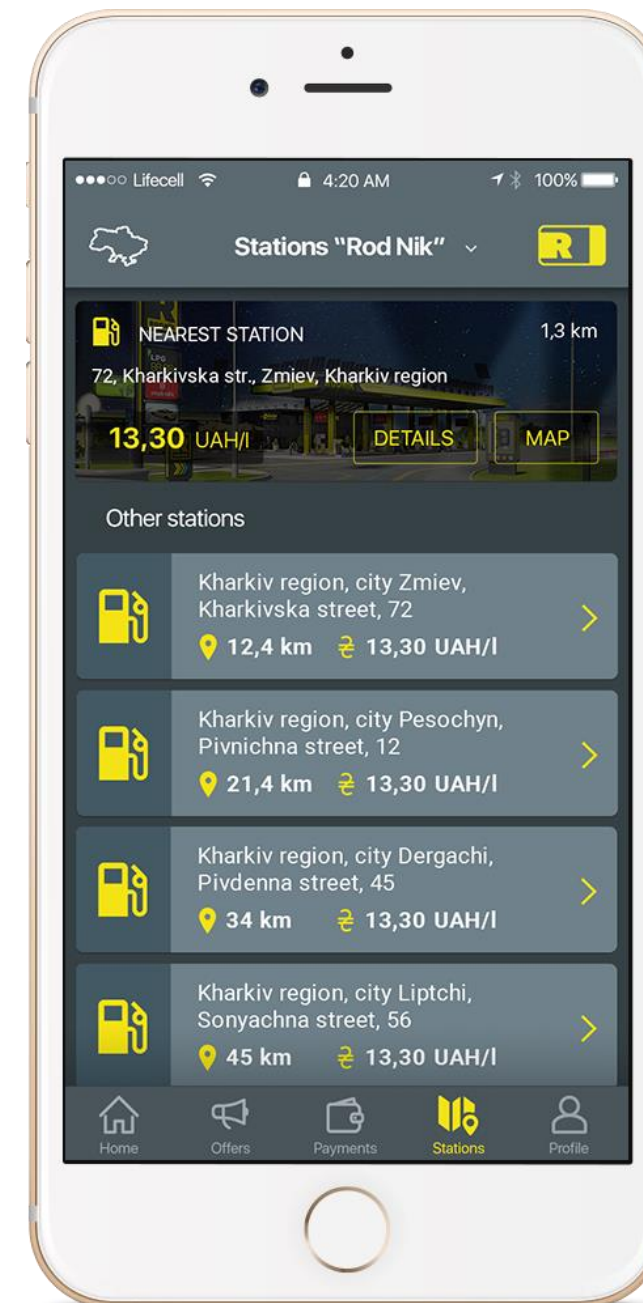 Lifecell 4:20 AM 100%
Stations "Rod Nik" R
NEAREST STATION 1,3 km
72, Kharkivska str., Zmiev, Kharkiv region
13,30 UAH/l DETAILS MAP
Other stations
Kharkiv region, city Zmiev,
Kharkivska street, 72
12,4 km ₴ 13,30 UAH/l
Kharkiv region, city Pesochyn,
Pivnichna street, 12
21,4 km ₴ 13,30 UAH/l
Kharkiv region, city Dergachi,
Pivdenna street, 45
34 km ₴ 13,30 UAH/l
Kharkiv region, city Liptchi,
Sonyachna street, 56
45 km ₴ 13,30 UAH/l
Home Offers Payments Stations Profile